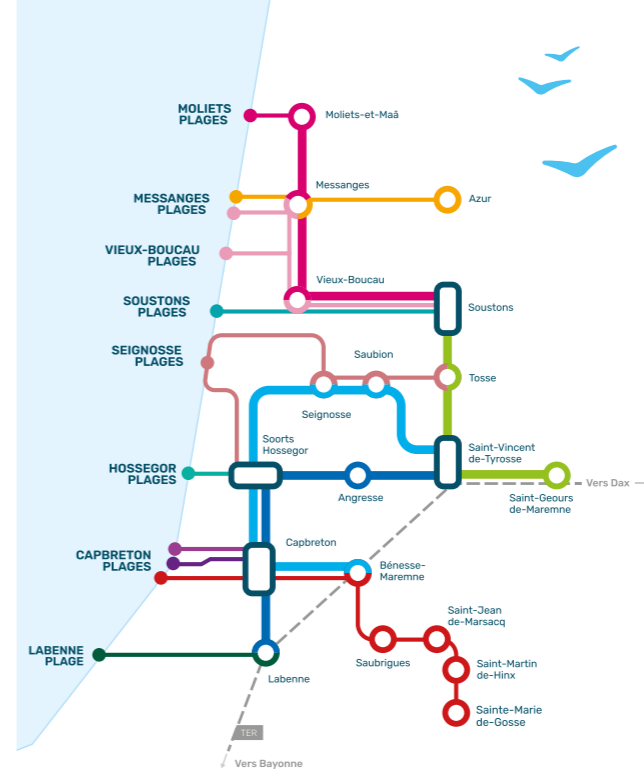 MOLIETS
PLAGES
Moliets-et-Maâ
MESSANGES
PLAGES
Messanges
Azur
VIEUX-BOUCAU
PLAGES
Vieux-Boucau
SOUSTONS
PLAGES
Soustons
SEIGNOSSE
PLAGES
Saubion
Tosse
Seignosse
Soorts
Hossegor
Saint-Vincent
de-Tyrosse
HOSSEGOR
PLAGES
Angresse
Vers Dax
Saint-Geours
de-Maremne
CAPBRETON
PLAGES
Capbreton
Bénesse-
Maremne
Saint-Jean
de-Marsacq
LABENNE
PLAGE
Saubrigues
Saint-Martin
de-Hinx
Labenne
Sainte-Marie
de-Gosse
TER
Vers Bayonne